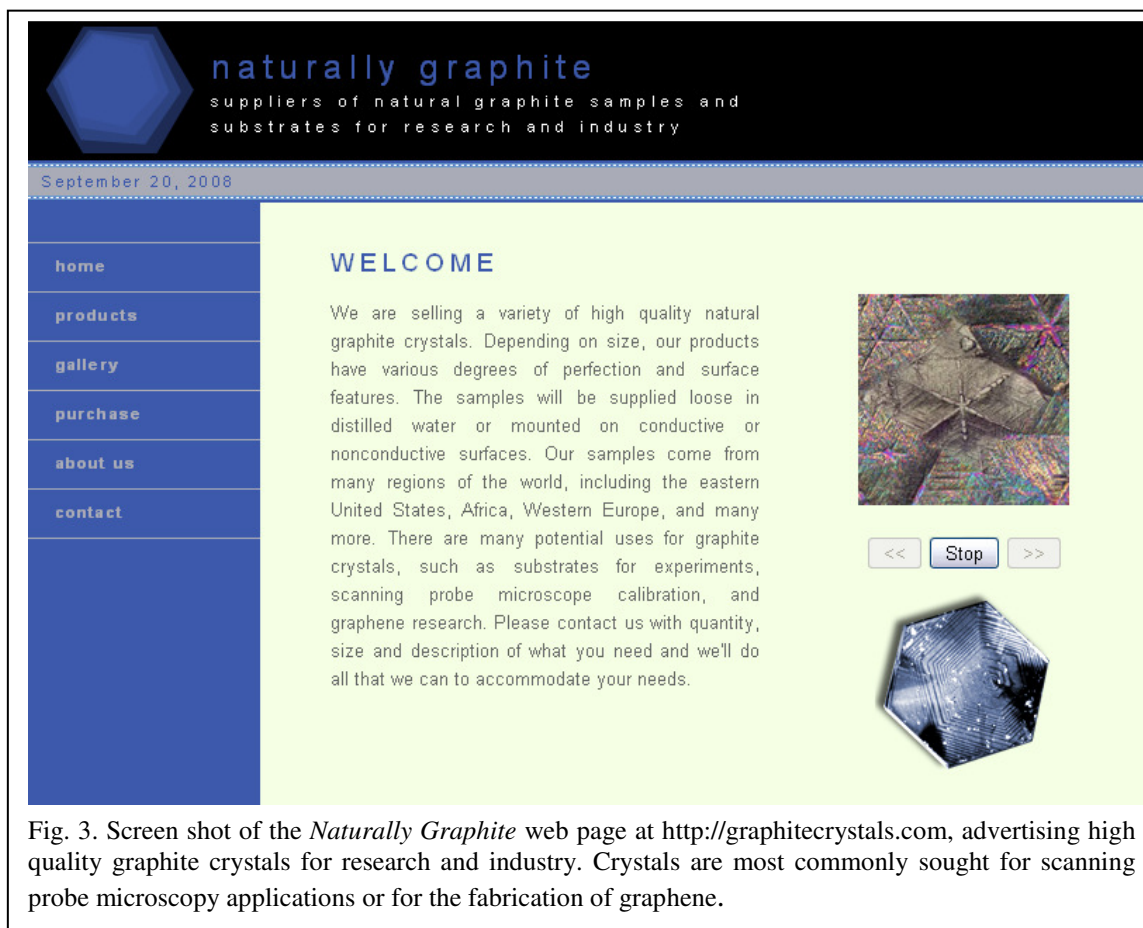 naturally graphite
suppliers of natural graphite samples and
substrates for research and industry
September 20, 2008
home
products
gallery
purchase
about us
contact
WELCOME
We are selling a variety of high quality natural
graphite crystals. Depending on size, our products
have various degrees of perfection and surface
features. The samples will be supplied loose in
distilled water or mounted on conductive or
nonconductive surfaces. Our samples come from
many regions of the world, including the eastern
United States, Africa, Western Europe, and many
more. There are many potential uses for graphite
crystals, such as substrates for experiments,
scanning probe microscope calibration, and
graphene research. Please contact us with quantity,
size and description of what you need and we'll do
all that we can to accommodate your needs.
<< Stop >>
Fig. 3. Screen shot of the Naturally Graphite web page at http://graphitecrystals.com, advertising high
quality graphite crystals for research and industry. Crystals are most commonly sought for scanning
probe microscopy applications or for the fabrication of graphene.